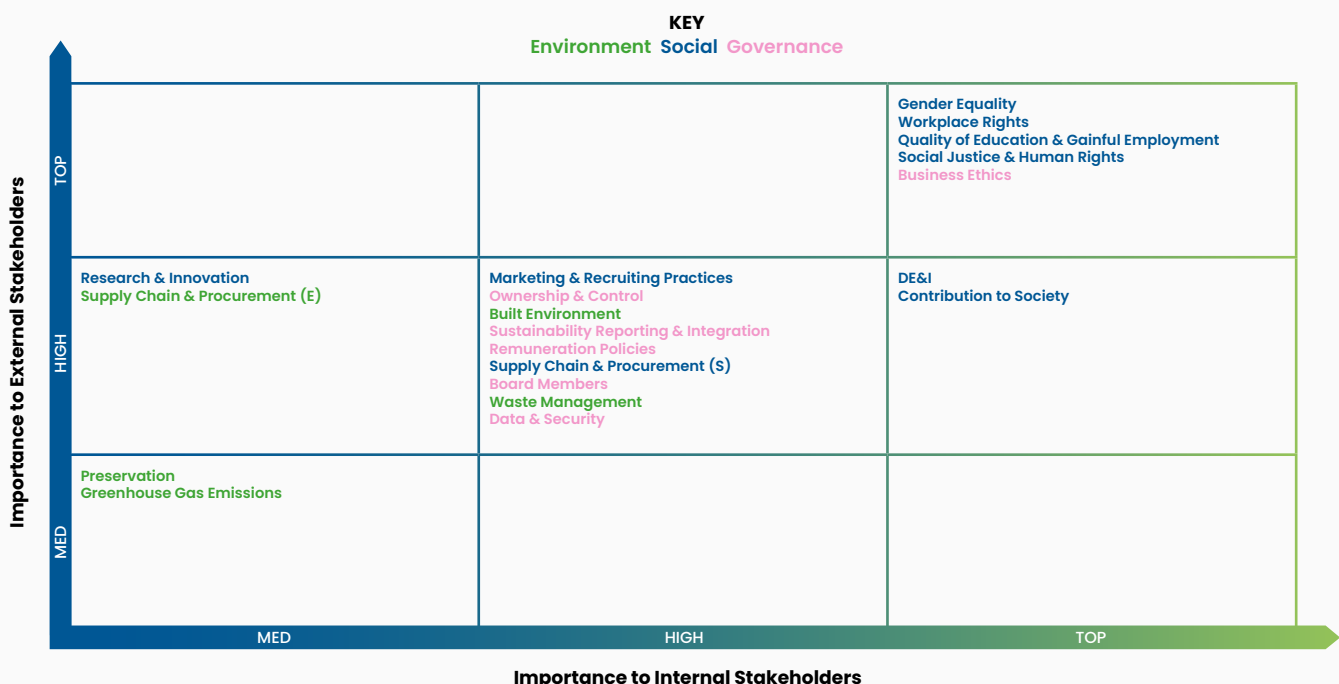 KEY
Environment Social Governance
Importance to External Stakeholders
TOP
Gender Equality
Workplace Rights
Quality of Education & Gainful Employment
Social Justice & Human Rights
Business Ethics
HIGH
Research & Innovation
Supply Chain & Procurement (E)
Marketing & Recruiting Practices
Ownership & Control
Built Environment
Sustainability Reporting & Integration
Remuneration Policies
Supply Chain & Procurement (S)
Board Members
Waste Management
Data & Security
DE&I
Contribution to Society
MED
Preservation
Greenhouse Gas Emissions
MED
HIGH
TOP
Importance to Internal Stakeholders